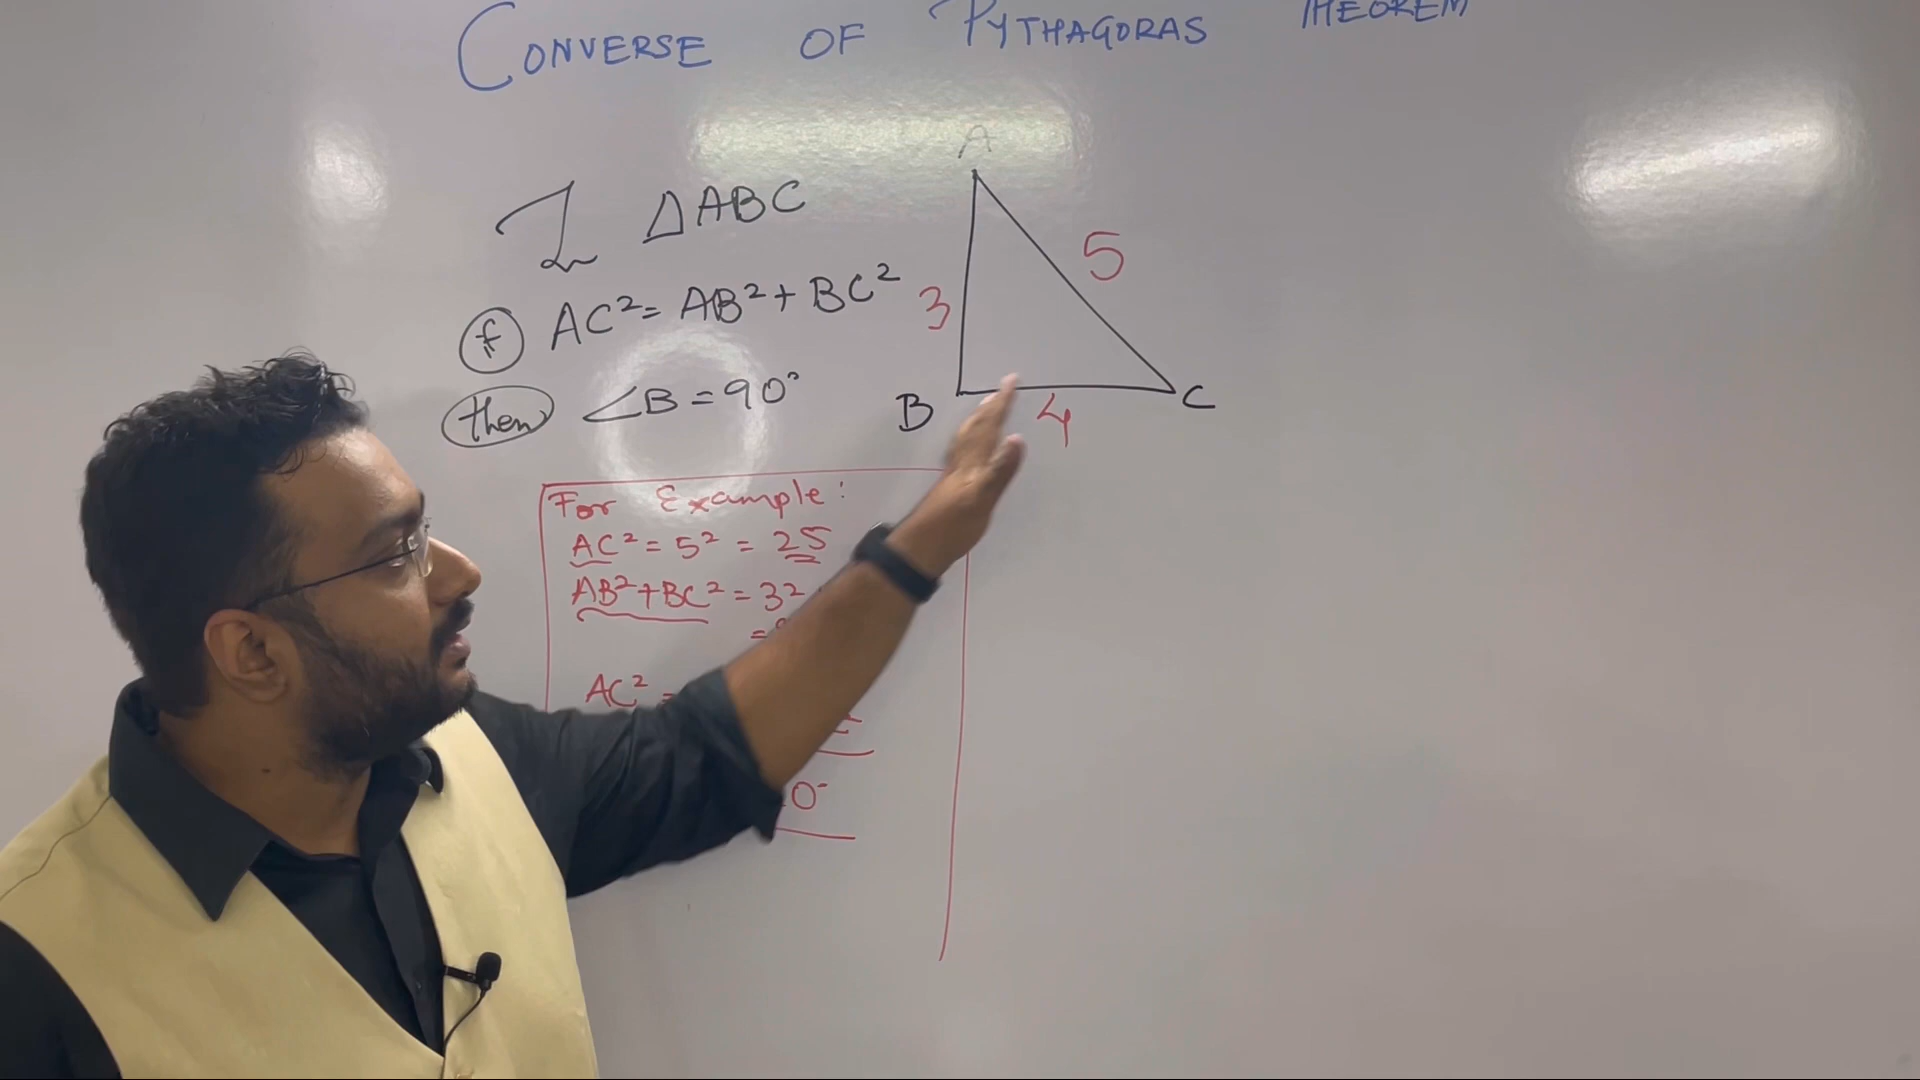 CONVERSE OF PYTHAGORAS THEOREM
In ΔABC
if AC²= AB²+ BC²
then ∠B = 90°
A
3
5
B
4
C
For Example:
AC² = 5² = 25
AB²+BC² = 3²
=
AC² =
0°